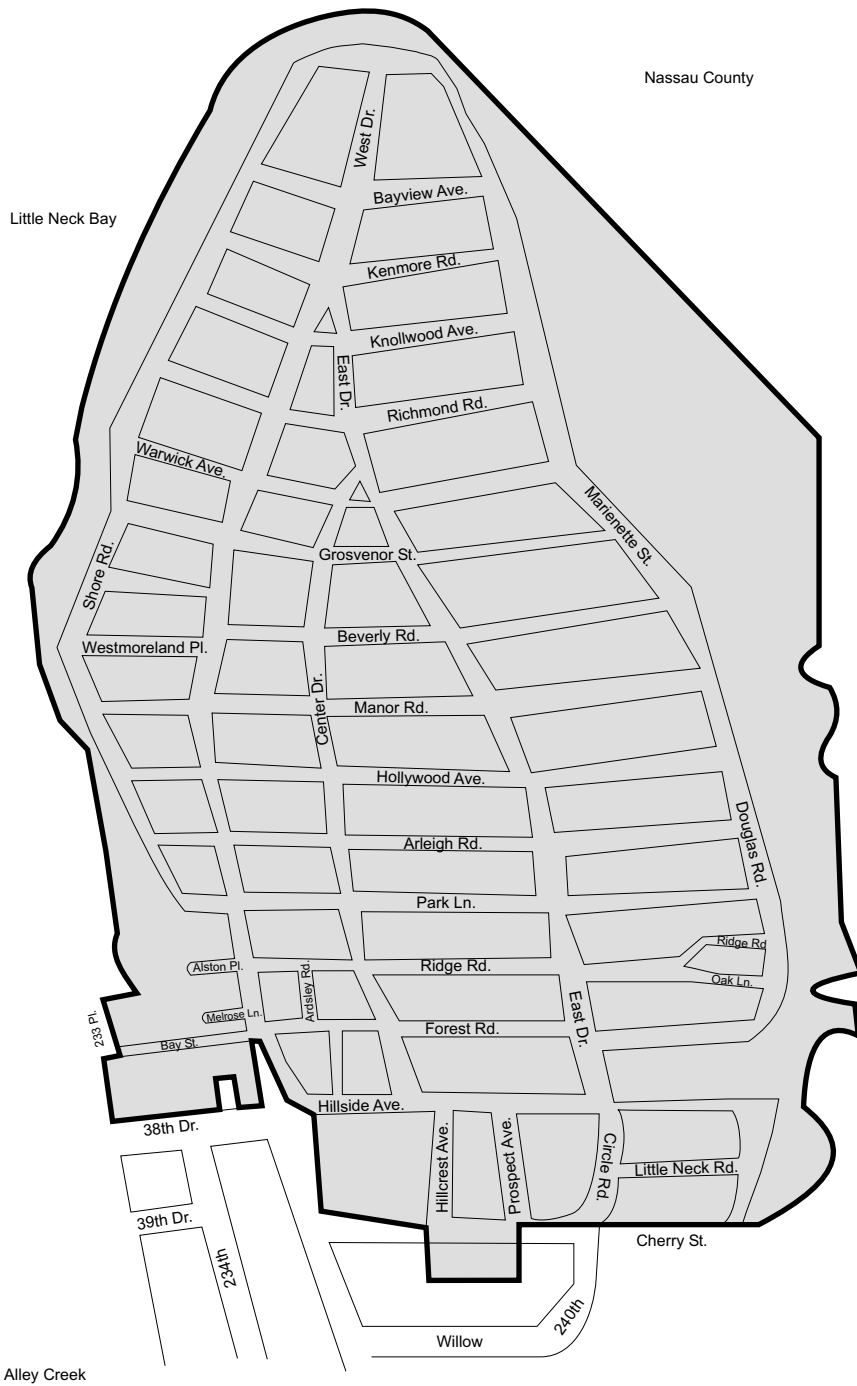 Nassau County
West Dr.
Bayview Ave.
Little Neck Bay
Kenmore Rd.
Knollwood Ave.
East Dr.
Richmond Rd.
Warwick Ave.
Marienette St.
Grosvenor St.
Shore Rd.
Beverly Rd.
Westmoreland Pl.
Center Dr.
Manor Rd.
Hollywood Ave.
Douglas Rd.
Arleigh Rd.
Park Ln.
Ridge Rd
Alston Pl.
Ardsley Rd.
Ridge Rd.
Oak Ln.
Melrose Ln.
East Dr.
233 Pl.
Forest Rd.
Bay St.
Hillside Ave.
38th Dr.
Hillcrest Ave.
Prospect Ave.
Circle Rd.
Little Neck Rd.
39th Dr.
Cherry St.
234th
240th
Willow
Alley Creek